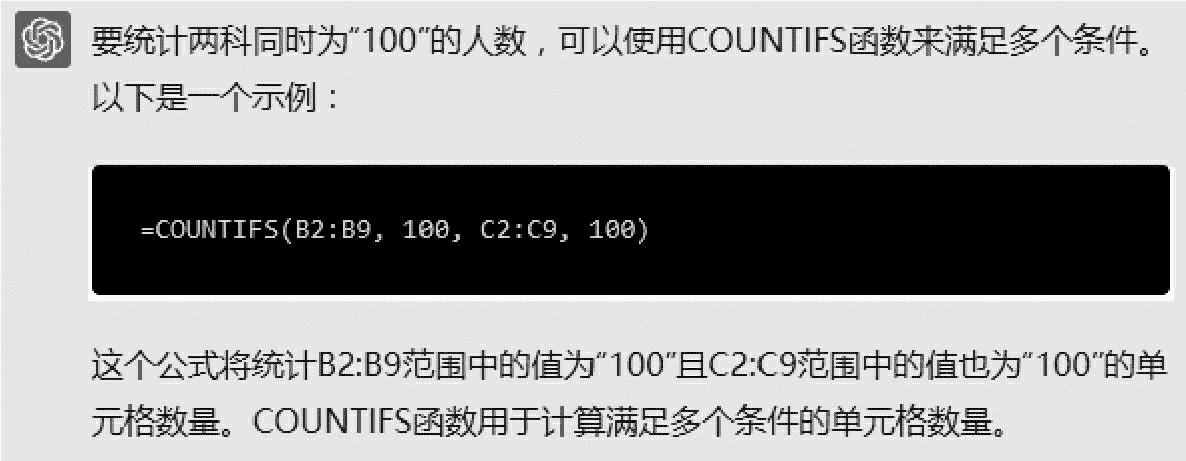 要统计两科同时为“100”的人数，可以使用COUNTIFS函数来满足多个条件。
以下是一个示例：
=COUNTIFS(B2:B9, 100, C2:C9, 100)
这个公式将统计B2:B9范围中的值为“100”且C2:C9范围中的值也为“100”的单
元格数量。COUNTIFS函数用于计算满足多个条件的单元格数量。